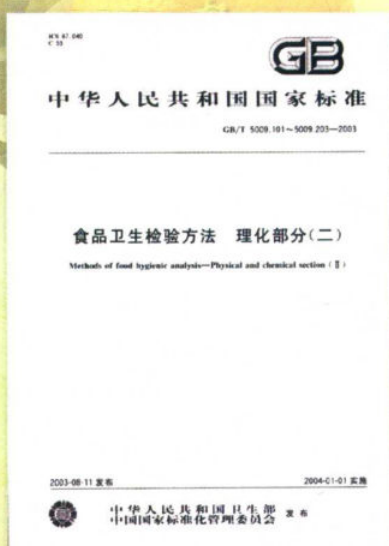 ICS 67.040
C 53
GB
中华人民共和国国家标准
GB/T 5009.101~5009.203—2003
食品卫生检验方法 理化部分(二)
Methods of food hygienic analysis—Physical and chemical section (Ⅱ)
2003-08-11 发布
2004-01-01 实施
中华人民共和国卫生部
中国国家标准化管理委员会 发布